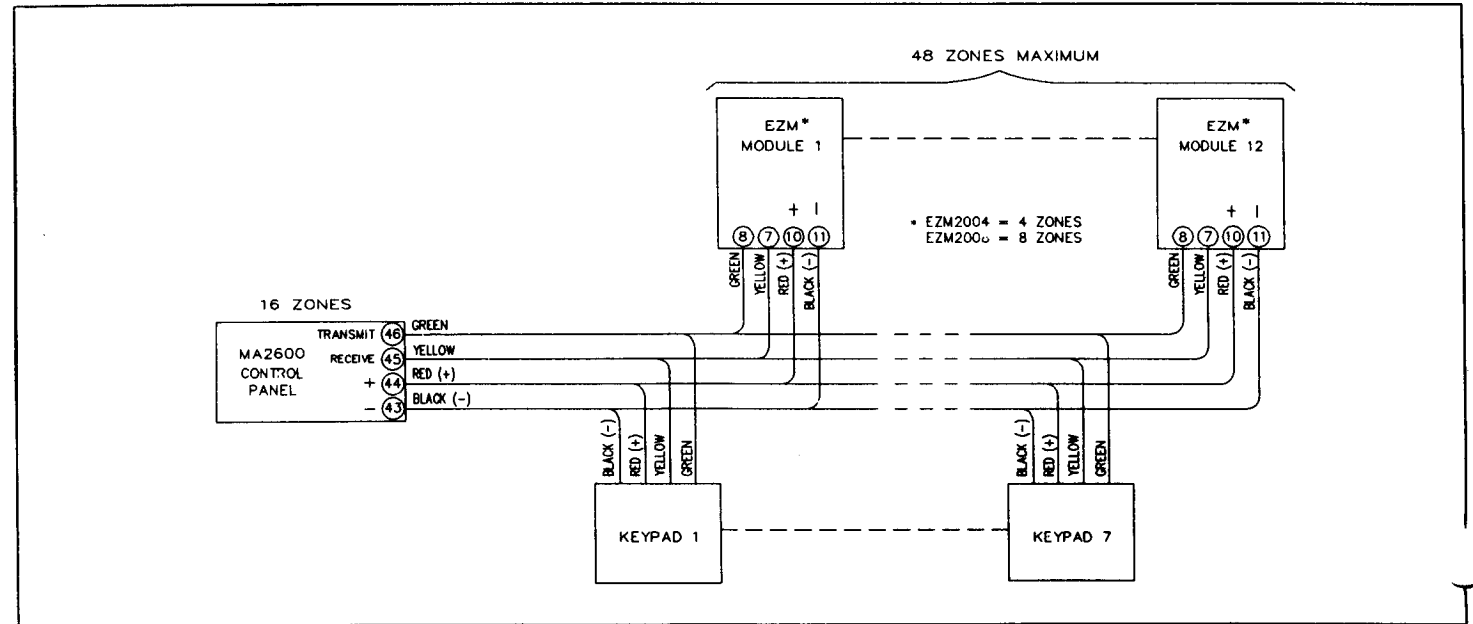 48 ZONES MAXIMUM
EZM*
MODULE 1
+ -
8 7 10 11
EZM*
MODULE 12
+ -
8 7 10 11
* EZM2004 = 4 ZONES
= 8 ZONES
GREEN
YELLOW
RED (+)
BLACK (-)
GREEN
YELLOW
RED (+)
BLACK (-)
16 ZONES
MA2600
CONTROL
PANEL
TRANSMIT 46 GREEN
RECEIVE 45 YELLOW
+ 44 RED (+)
- 43 BLACK (-)
BLACK (-)
RED (+)
YELLOW
GREEN
BLACK (-)
RED (+)
YELLOW
GREEN
KEYPAD 1
KEYPAD 7